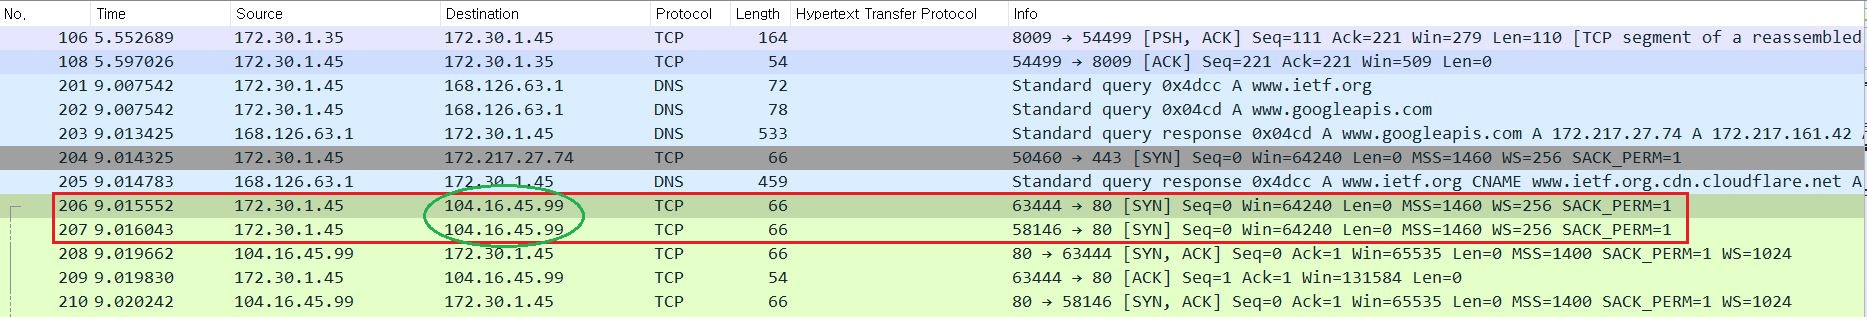 No. Time Source Destination Protocol Length Hypertext Transfer Protocol Info
106 5.552689 172.30.1.35 172.30.1.45 TCP 164 8009 → 54499 [PSH, ACK] Seq=111 Ack=221 Win=279 Len=110 [TCP segment of a reassembled
108 5.597026 172.30.1.45 172.30.1.35 TCP 54 54499 → 8009 [ACK] Seq=221 Ack=221 Win=509 Len=0
201 9.007542 172.30.1.45 168.126.63.1 DNS 72 Standard query 0x4dcc A www.ietf.org
202 9.007542 172.30.1.45 168.126.63.1 DNS 78 Standard query 0x04cd A www.googleapis.com
203 9.013425 168.126.63.1 172.30.1.45 DNS 533 Standard query response 0x04cd A www.googleapis.com A 172.217.27.74 A 172.217.161.42 A
204 9.014325 172.30.1.45 172.217.27.74 TCP 66 50460 → 443 [SYN] Seq=0 Win=64240 Len=0 MSS=1460 WS=256 SACK_PERM=1
205 9.014783 168.126.63.1 172.30.1.45 DNS 459 Standard query response 0x4dcc A www.ietf.org CNAME www.ietf.org.cdn.cloudflare.net A
206 9.015552 172.30.1.45 104.16.45.99 TCP 66 63444 → 80 [SYN] Seq=0 Win=64240 Len=0 MSS=1460 WS=256 SACK_PERM=1
207 9.016043 172.30.1.45 104.16.45.99 TCP 66 58146 → 80 [SYN] Seq=0 Win=64240 Len=0 MSS=1460 WS=256 SACK_PERM=1
208 9.019662 104.16.45.99 172.30.1.45 TCP 66 80 → 63444 [SYN, ACK] Seq=0 Ack=1 Win=65535 Len=0 MSS=1400 SACK_PERM=1 WS=1024
209 9.019830 172.30.1.45 104.16.45.99 TCP 54 63444 → 80 [ACK] Seq=1 Ack=1 Win=131584 Len=0
210 9.020242 104.16.45.99 172.30.1.45 TCP 66 80 → 58146 [SYN, ACK] Seq=0 Ack=1 Win=65535 Len=0 MSS=1400 SACK_PERM=1 WS=1024